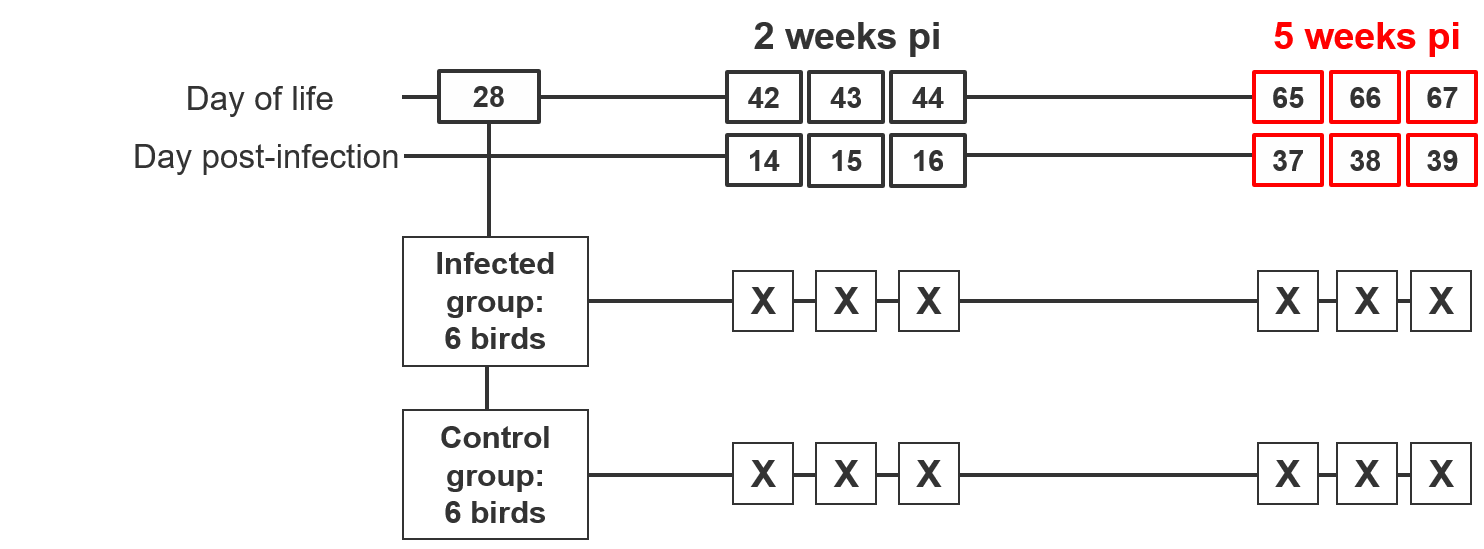 2 weeks pi 5 weeks pi
Day of life 28 42 43 44 65 66 67
Day post-infection 14 15 16 37 38 39
Infected
group:
6 birds
X X X X X X
Control
group:
6 birds
X X X X X X